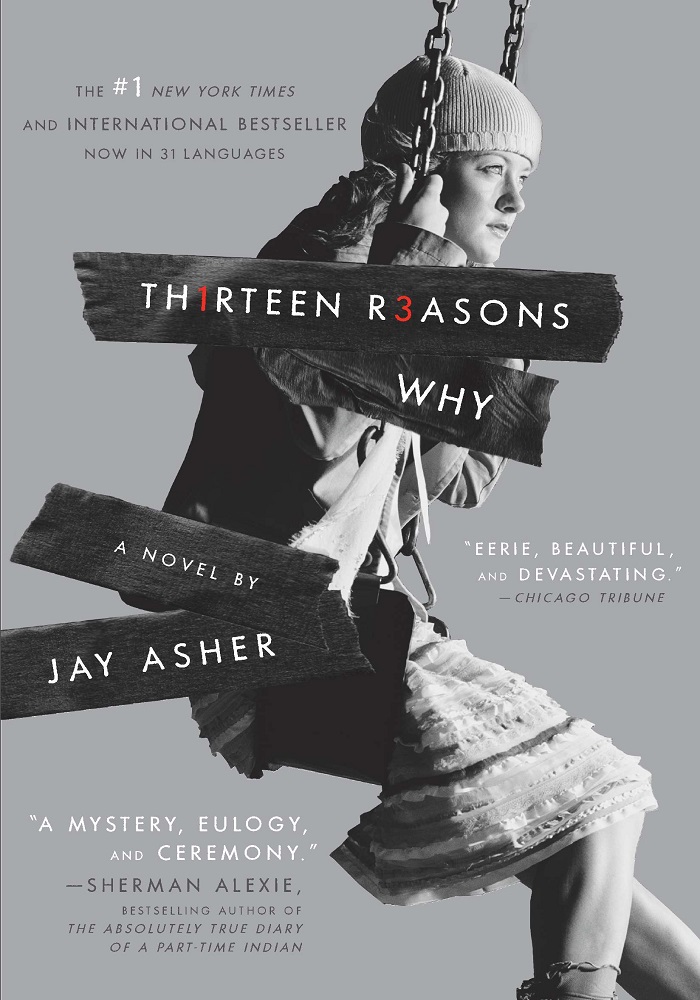 THE #1 NEW YORK TIMES
AND INTERNATIONAL BESTSELLER
NOW IN 31 LANGUAGES
TH1RTEEN R3ASONS
WHY
A NOVEL BY
JAY ASHER
“EERIE, BEAUTIFUL,
AND DEVASTATING.”
—CHICAGO TRIBUNE
“A MYSTERY, EULOGY,
AND CEREMONY.”
—SHERMAN ALEXIE,
BESTSELLING AUTHOR OF
THE ABSOLUTELY TRUE DIARY
OF A PART-TIME INDIAN